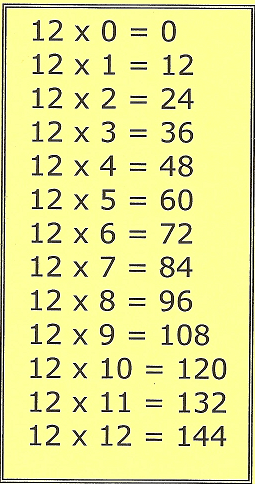 12 x 0 = 0
12 x 1 = 12
12 x 2 = 24
12 x 3 = 36
12 x 4 = 48
12 x 5 = 60
12 x 6 = 72
12 x 7 = 84
12 x 8 = 96
12 x 9 = 108
12 x 10 = 120
12 x 11 = 132
12 x 12 = 144